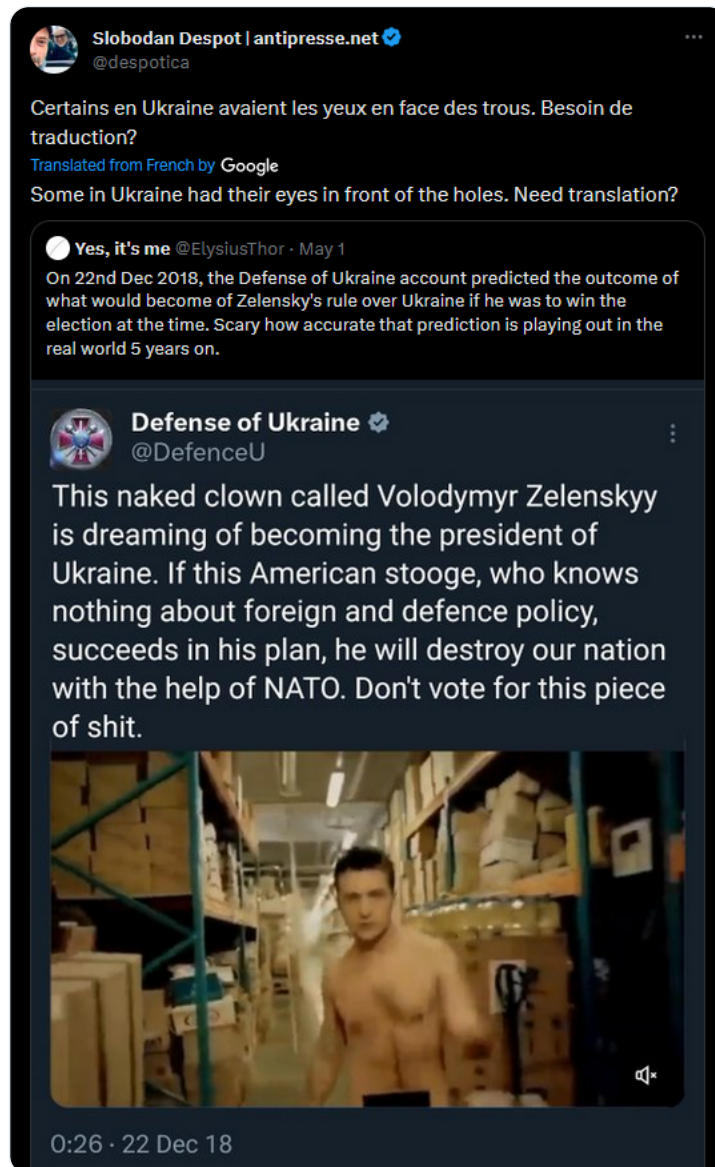 Slobodan Despot | antipresse.net
@despotica
Certains en Ukraine avaient les yeux en face des trous. Besoin de
traduction?
Translated from French by Google
Some in Ukraine had their eyes in front of the holes. Need translation?
Yes, it's me @ElysiusThor · May 1
On 22nd Dec 2018, the Defense of Ukraine account predicted the outcome of
what would become of Zelensky's rule over Ukraine if he was to win the
election at the time. Scary how accurate that prediction is playing out in the
real world 5 years on.
Defense of Ukraine
@DefenceU
This naked clown called Volodymyr Zelenskyy
is dreaming of becoming the president of
Ukraine. If this American stooge, who knows
nothing about foreign and defence policy,
succeeds in his plan, he will destroy our nation
with the help of NATO. Don't vote for this piece
of shit.
0:26 · 22 Dec 18